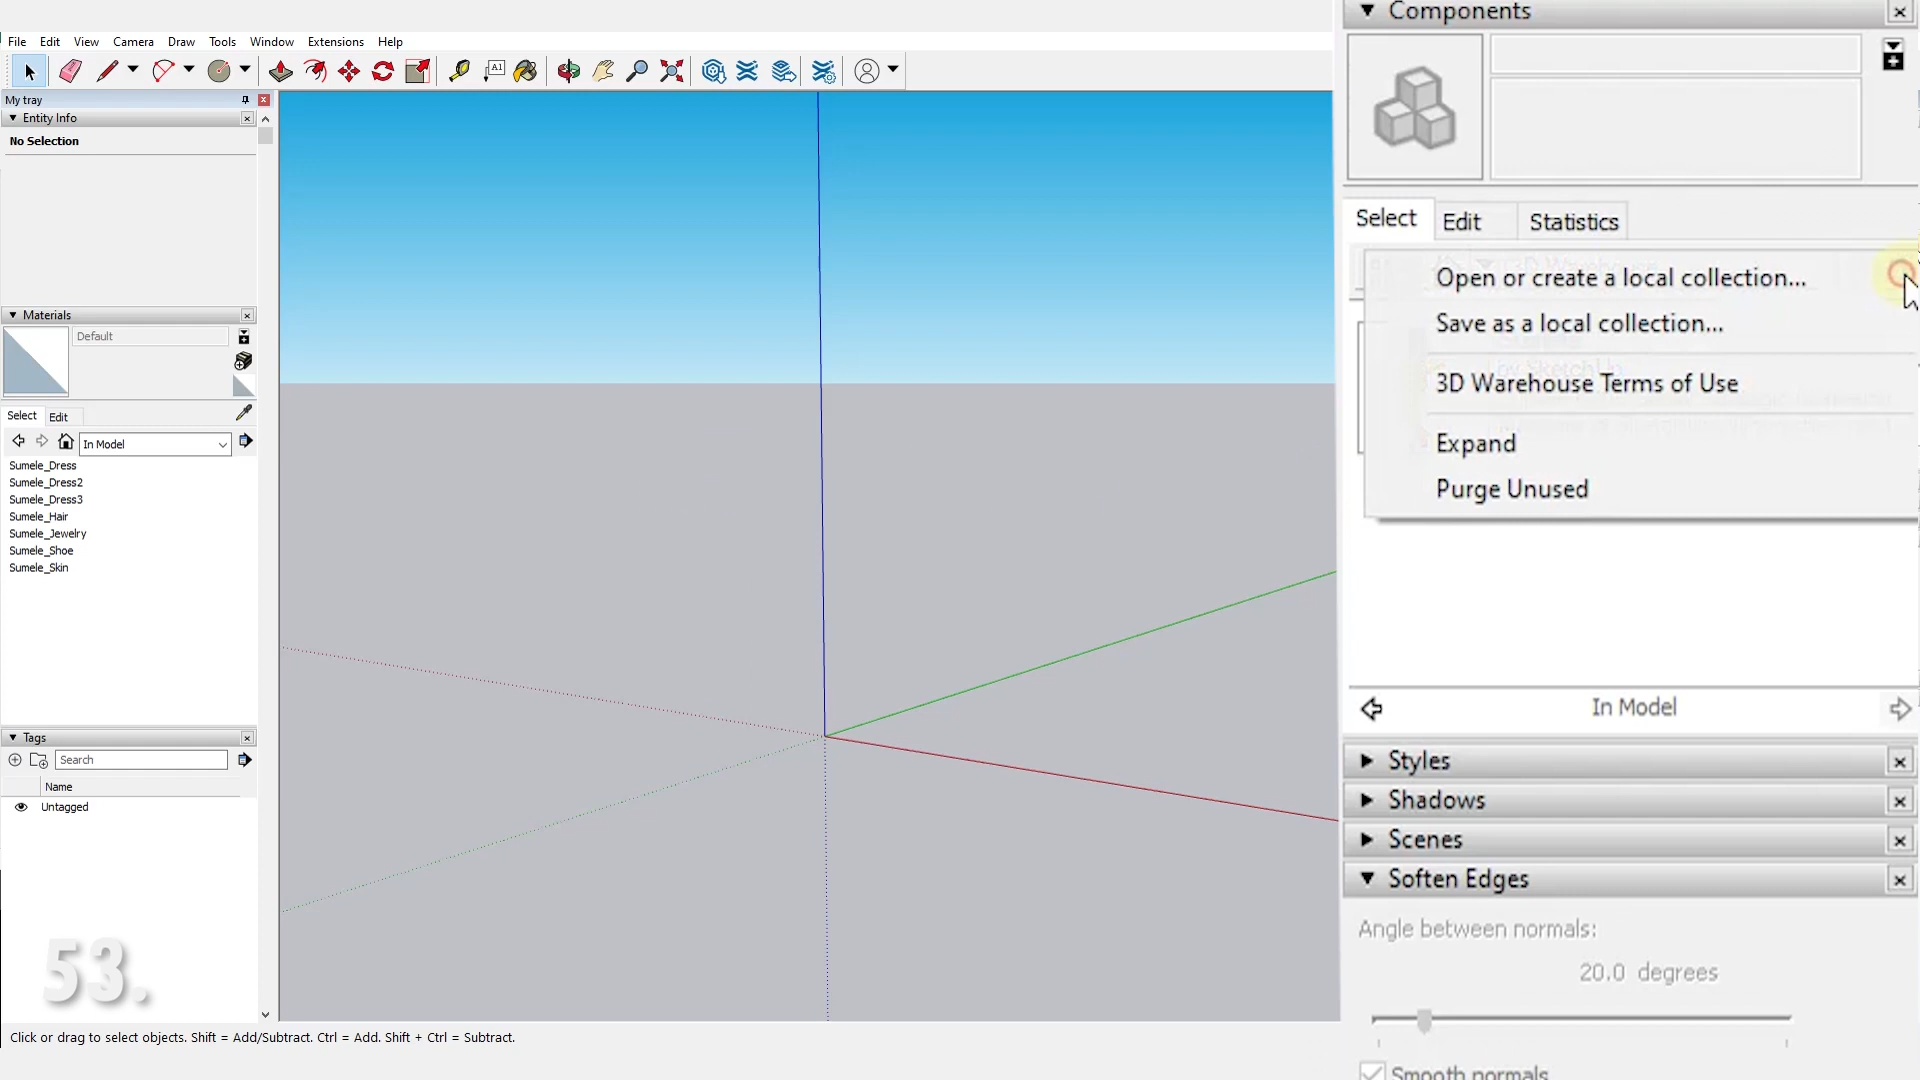 File Edit View Camera Draw Tools Window Extensions Help
A1
My tray
Entity Info
No Selection
Materials
Default
Select Edit
In Model
Sumele_Dress
Sumele_Dress2
Sumele_Dress3
Sumele_Hair
Sumele_Jewelry
Sumele_Shoe
Sumele_Skin
Tags
Search
Name
Untagged
53.
Click or drag to select objects. Shift = Add/Subtract. Ctrl = Add. Shift + Ctrl = Subtract.
Components
Select Edit Statistics
Open or create a local collection...
Save as a local collection...
3D Warehouse Terms of Use
Expand
Purge Unused
In Model
Styles
Shadows
Scenes
Soften Edges
Angle between normals:
20.0 degrees
Smooth normals